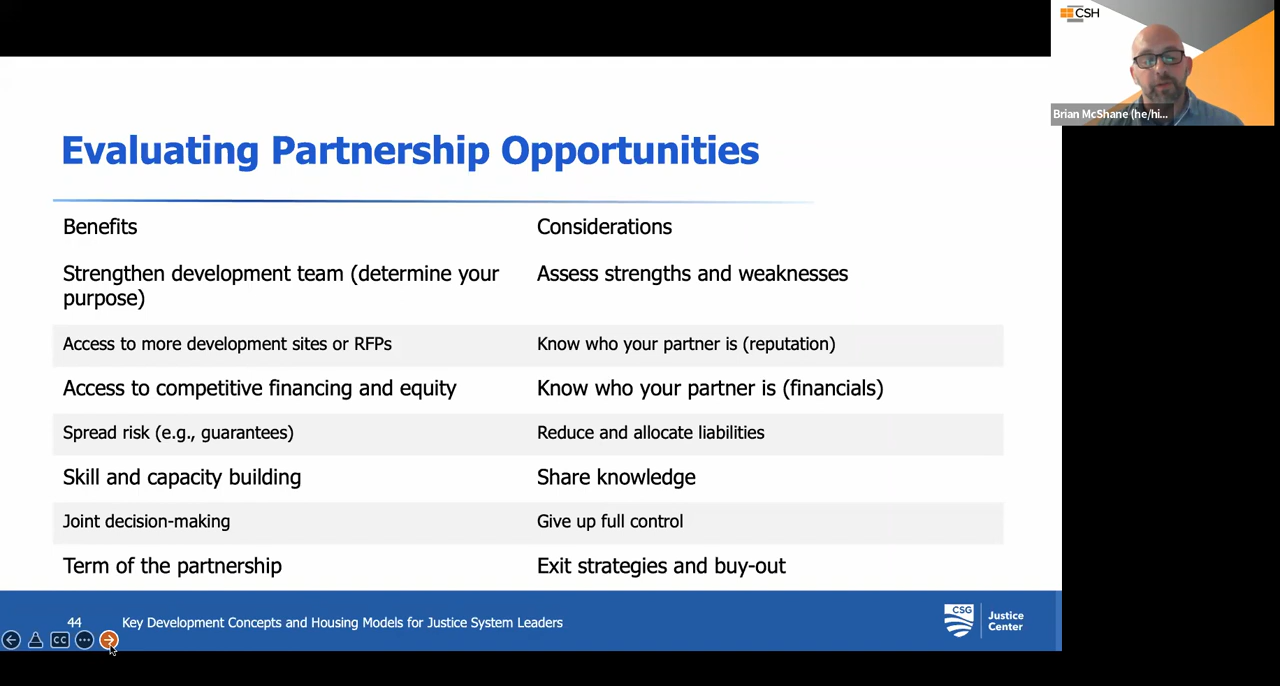 CSH
Brian McShane (he/hi...
Evaluating Partnership Opportunities
Benefits
Considerations
Strengthen development team (determine your
purpose)
Assess strengths and weaknesses
Access to more development sites or RFPs
Know who your partner is (reputation)
Access to competitive financing and equity
Know who your partner is (financials)
Spread risk (e.g., guarantees)
Reduce and allocate liabilities
Skill and capacity building
Share knowledge
Joint decision-making
Give up full control
Term of the partnership
Exit strategies and buy-out
44
Key Development Concepts and Housing Models for Justice System Leaders
CSG
Justice
Center
CC